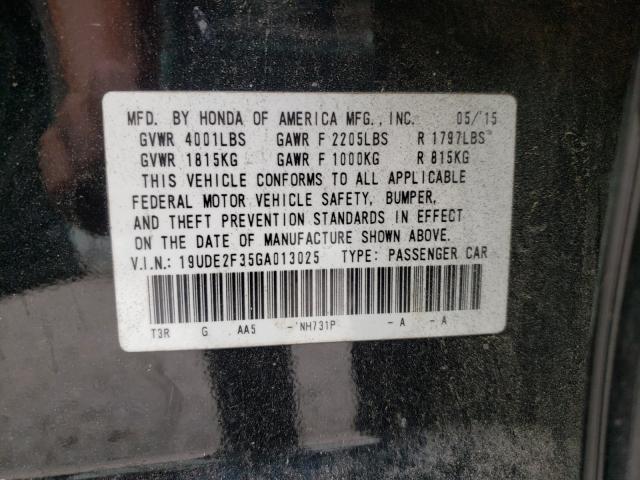 MFD. BY HONDA OF AMERICA MFG., INC. 05/'15
GVWR 4001LBS GAWR F 2205LBS R 1797LBS
GVWR 1815KG GAWR F 1000KG R 815KG
THIS VEHICLE CONFORMS TO ALL APPLICABLE
FEDERAL MOTOR VEHICLE SAFETY, BUMPER,
AND THEFT PREVENTION STANDARDS IN EFFECT
ON THE DATE OF MANUFACTURE SHOWN ABOVE.
V.I.N.: 19UDE2F35GA013025 TYPE: PASSENGER CAR
T3R G AA5 -'NH731P -A -A